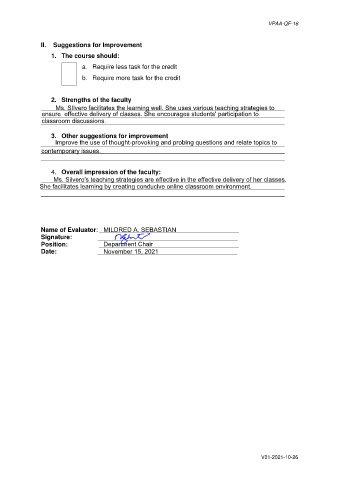 VPAA-QF-16
II. Suggestions for Improvement
1. The course should:
a. Require less task for the credit
b. Require more task for the credit
2. Strengths of the faculty
Ms. Silvero facilitates the learning well. She uses various teaching strategies to
ensure effective delivery of classes. She encourages students' participation to
classroom discussions.
3. Other suggestions for improvement
Improve the use of thought-provoking and probing questions and relate topics to
contemporary issues.
4. Overall impression of the faculty:
Ms. Silvero's teaching strategies are effective in the effective delivery of her classes.
She facilitates learning by creating conducive online classroom environment.
Name of Evaluator: MILDRED A. SEBASTIAN
Signature:
Position: Department Chair
Date: November 15, 2021
V01-2021-10-26